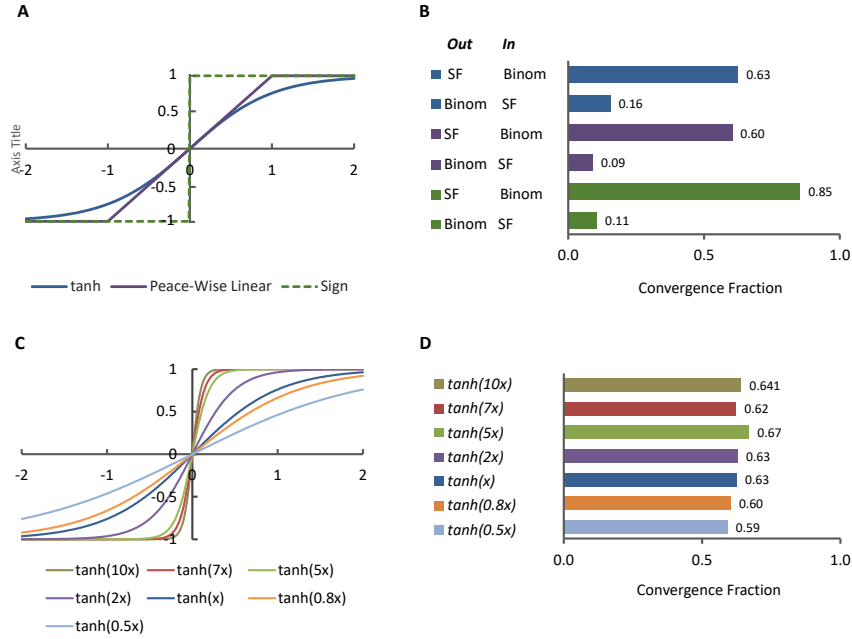 A
1
0.5
0
-2
-1
0
1
2
-0.5
-1
Axis Title
tanh
Peace-Wise Linear
Sign
B
Out In
SF Binom 0.63
Binom SF 0.16
SF Binom 0.60
Binom SF 0.09
SF Binom 0.85
Binom SF 0.11
0.0 0.5 1.0
Convergence Fraction
C
1
0.5
0
-2 -1 0 1 2
-0.5
-1
tanh(10x) tanh(7x) tanh(5x)
tanh(2x) tanh(x) tanh(0.8x)
tanh(0.5x)
D
tanh(10x) 0.641
tanh(7x) 0.62
tanh(5x) 0.67
tanh(2x) 0.63
tanh(x) 0.63
tanh(0.8x) 0.60
tanh(0.5x) 0.59
0.0 0.5 1.0
Convergence Fraction